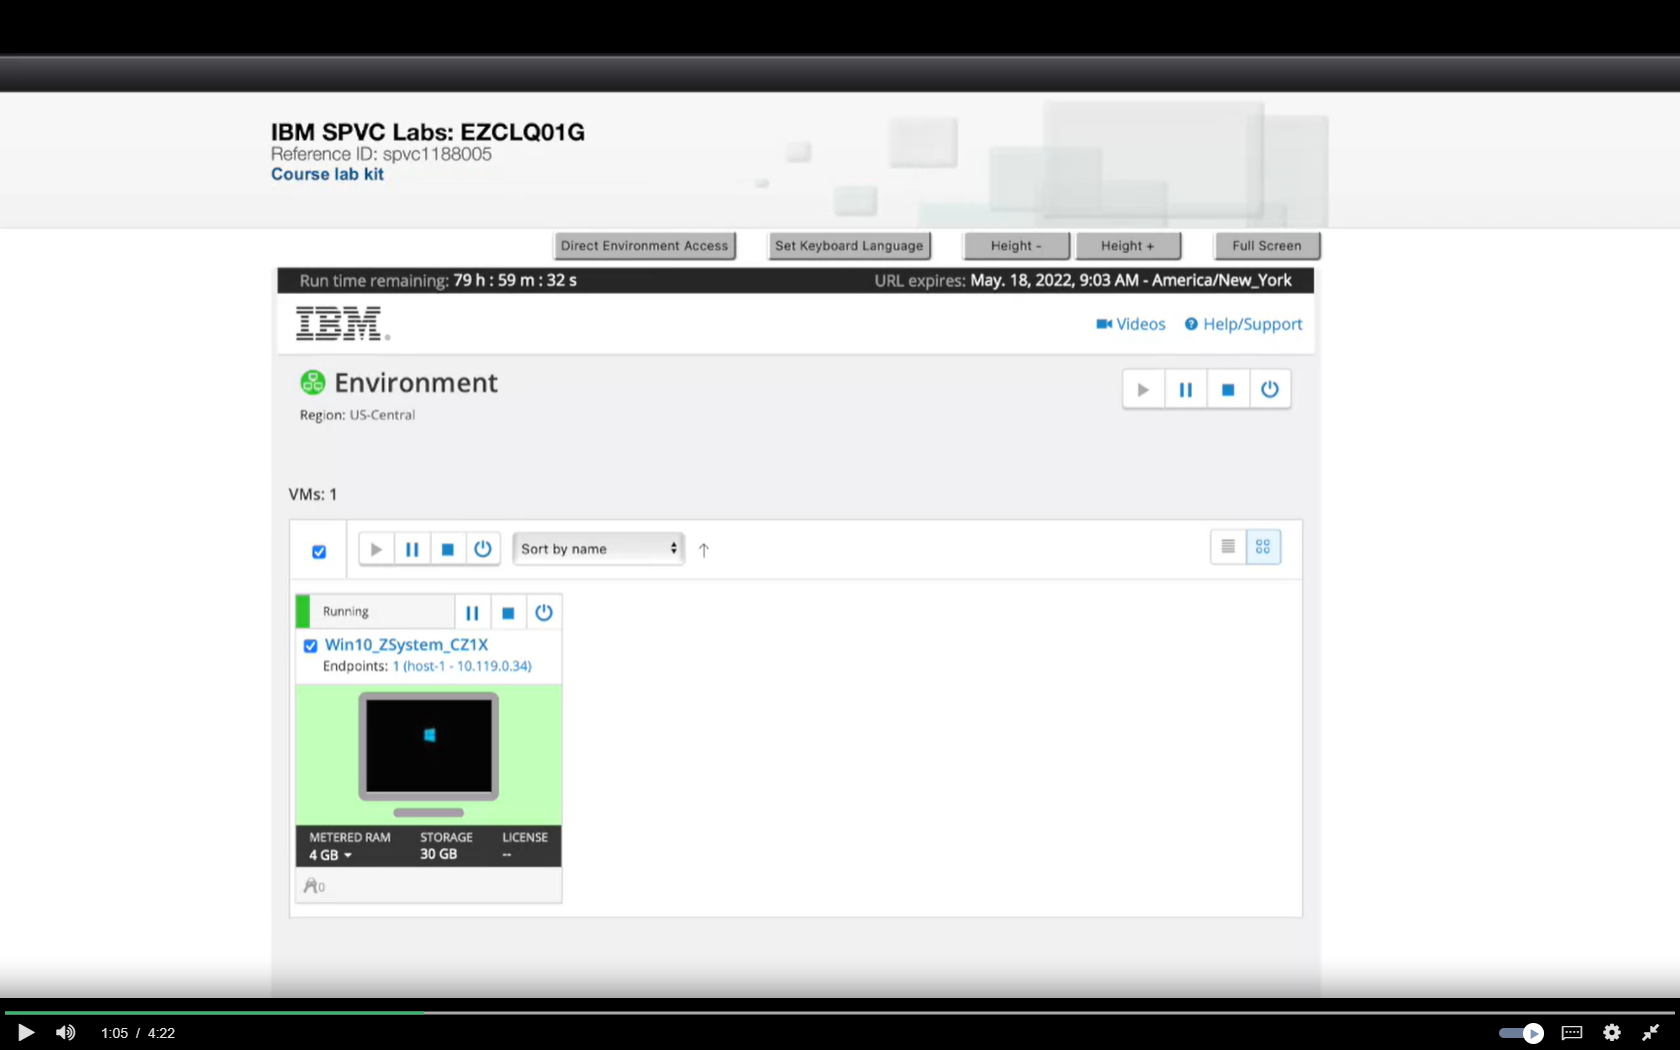 IBM SPVC Labs: EZCLQ01G
Reference ID: spvc1188005
Course lab kit
Direct Environment Access Set Keyboard Language Height - Height + Full Screen
Run time remaining: 79 h : 59 m : 32 s URL expires: May. 18, 2022, 9:03 AM - America/New_York
IBM. Videos Help/Support
Environment
Region: US-Central
VMs: 1
Sort by name
Running
Win10_ZSystem_CZ1X
Endpoints: 1 (host-1 - 10.119.0.34)
METERED RAM STORAGE LICENSE
4 GB 30 GB --
0
1:05 / 4:22